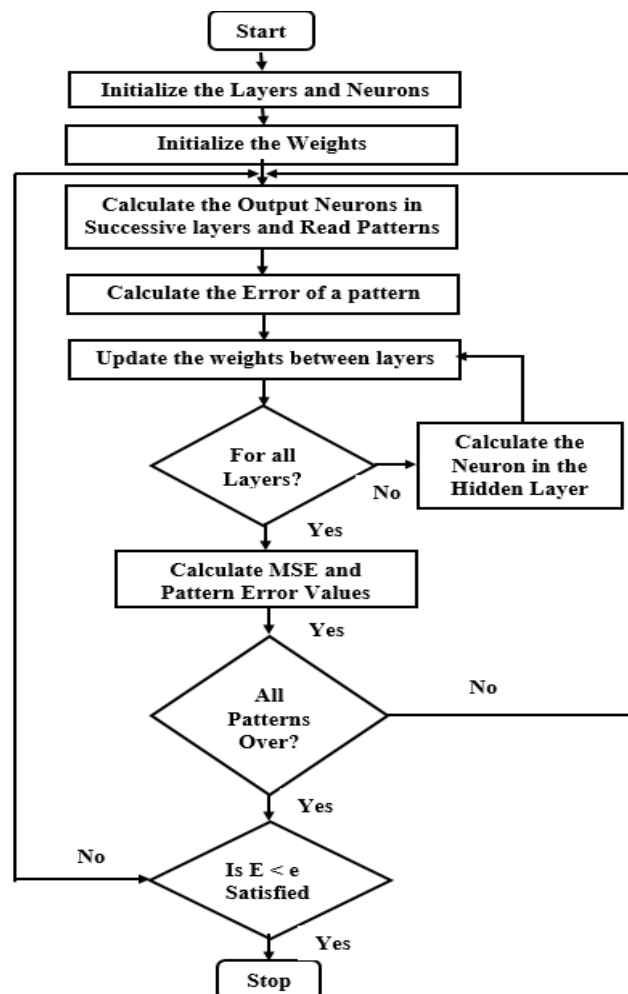 Start
Initialize the Layers and Neurons
Initialize the Weights
Calculate the Output Neurons in
Successive layers and Read Patterns
Calculate the Error of a pattern
Update the weights between layers
For all
Layers?
No
Calculate the
Neuron in the
Hidden Layer
Yes
Calculate MSE and
Pattern Error Values
Yes
All
Patterns
Over?
No
Yes
No
Is E < e
Satisfied
Yes
Stop